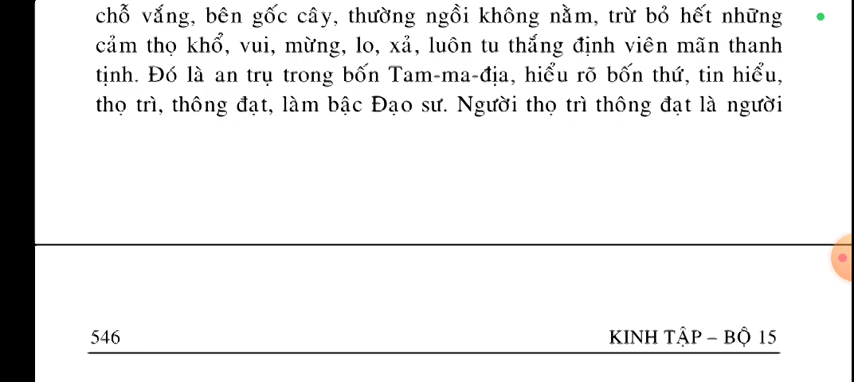 chỗ vắng, bên gốc cây, thường ngồi không nằm, trừ bỏ hết những
cảm thọ khổ, vui, mừng, lo, xả, luôn tu thắng định viên mãn thanh
tịnh. Đó là an trụ trong bốn Tam-ma-địa, hiểu rõ bốn thứ, tin hiểu,
thọ trì, thông đạt, làm bậc Đạo sư. Người thọ trì thông đạt là người
546 KINH TẬP – BỘ 15